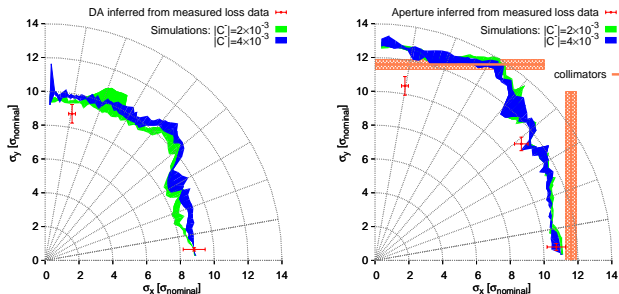 DA inferred from measured loss data
Simulations: |C⁻|=2×10⁻³
|C⁻|=4×10⁻³
14
12
10
8
6
4
2
0
σy [σnominal]
0 2 4 6 8 10 12 14
σx [σnominal]
Aperture inferred from measured loss data
Simulations: |C⁻|=2×10⁻³
|C⁻|=4×10⁻³
collimators
14
12
10
8
6
4
2
0
σy [σnominal]
0 2 4 6 8 10 12 14
σx [σnominal]